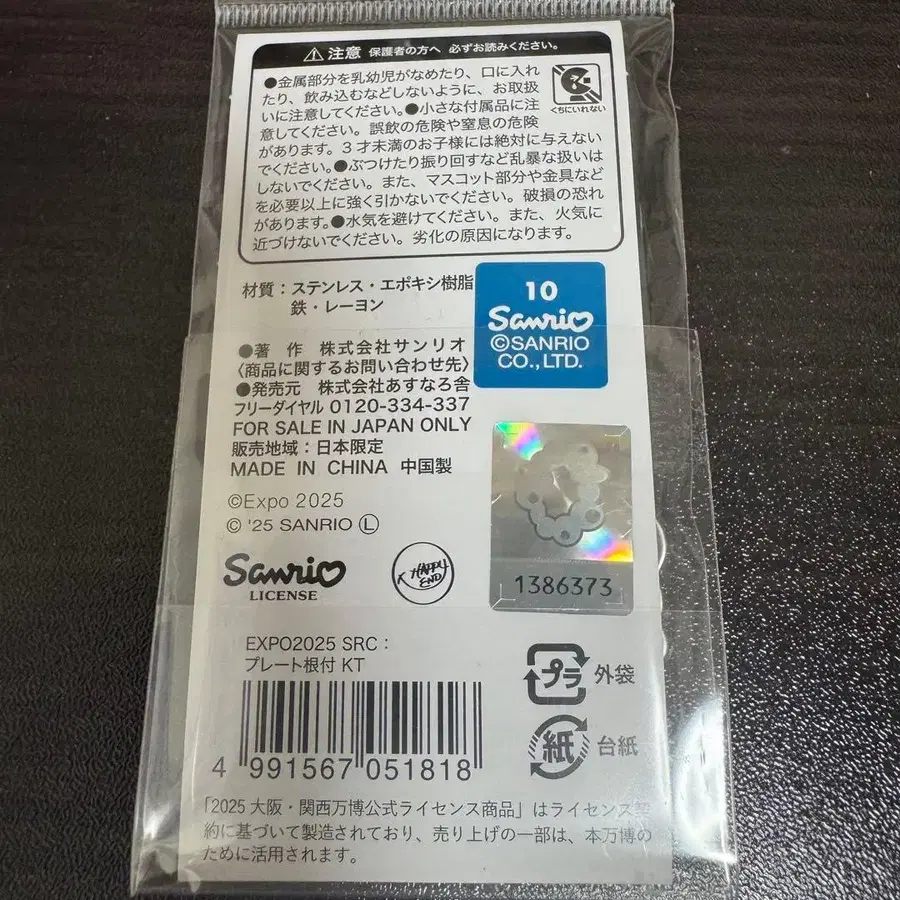 注意 保護者の方へ 必ずお読みください。
●金属部分を乳幼児がなめたり、口に入れ
たり、飲み込むなどしないように、お取扱
いに注意してください。●小さな付属品に注
意してください。誤飲の危険や窒息の危険
があります。3才未満のお子様には絶対に与えない
でください。●ぶつけたり振り回すなど乱暴な扱いは
しないでください。また、マスコット部分や金具など
を必要以上に強く引かないでください。破損の恐れ
があります。●水気を避けてください。また、火気に
近づけないでください。劣化の原因になります。
くちにいれない
材質：ステンレス・エポキシ樹脂
鉄・レーヨン
10
Sanrio
©SANRIO
CO.,LTD.
●著 作 株式会社サンリオ
〈商品に関するお問い合わせ先〉
●発売元 株式会社あすなろ舎
フリーダイヤル 0120-334-337
FOR SALE IN JAPAN ONLY
販売地域：日本限定
MADE IN CHINA 中国製
©Expo 2025
© '25 SANRIO Ⓛ
Sanrio
LICENSE
K HAPPY
END
1386373
EXPO2025 SRC：
プレート根付 KT
プラ 外袋
紙 台紙
4 991567 051818
「2025 大阪・関西万博公式ライセンス商品」はライセンス契
約に基づいて製造されており、売り上げの一部は、本万博の
ために活用されます。